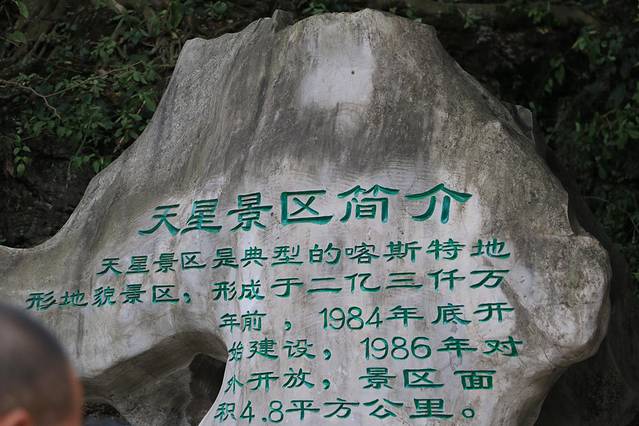 天星景区简介
天星景区是典型的喀斯特地
形地貌景区，形成于二亿三仟万
年前，1984年底开
始建设，1986年对
外开放，景区面
积4.8平方公里。